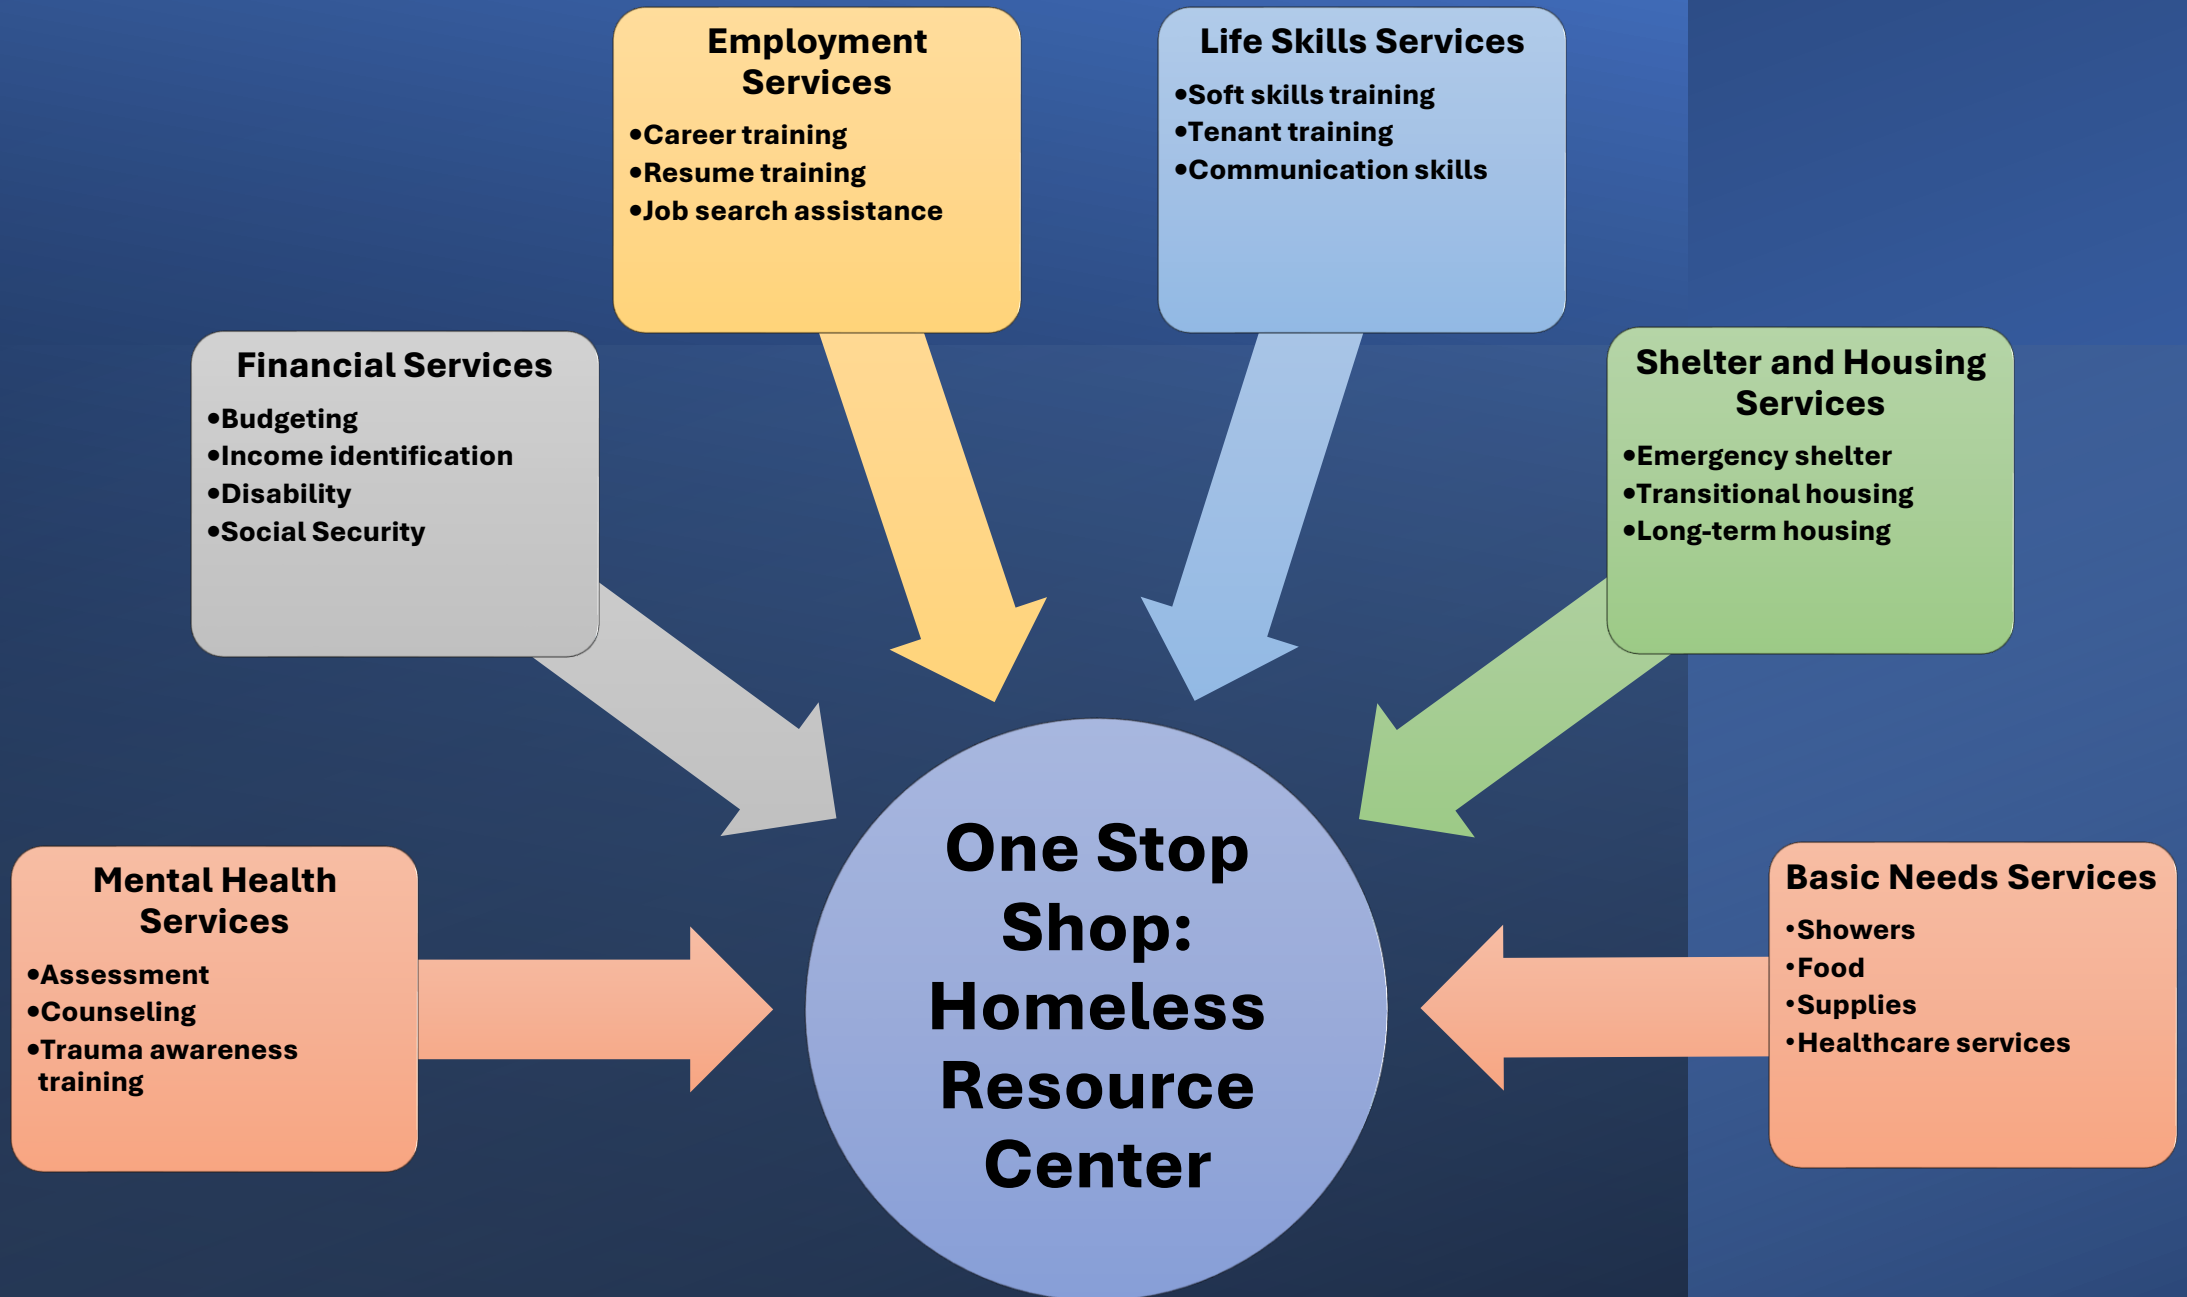 Employment
Services
•Career training
•Resume training
•Job search assistance
Life Skills Services
•Soft skills training
•Tenant training
•Communication skills
Financial Services
•Budgeting
•Income identification
•Disability
•Social Security
Shelter and Housing
Services
•Emergency shelter
•Transitional housing
•Long-term housing
Mental Health
Services
•Assessment
•Counseling
•Trauma awareness
training
One Stop
Shop:
Homeless
Resource
Center
Basic Needs Services
•Showers
•Food
•Supplies
•Healthcare services